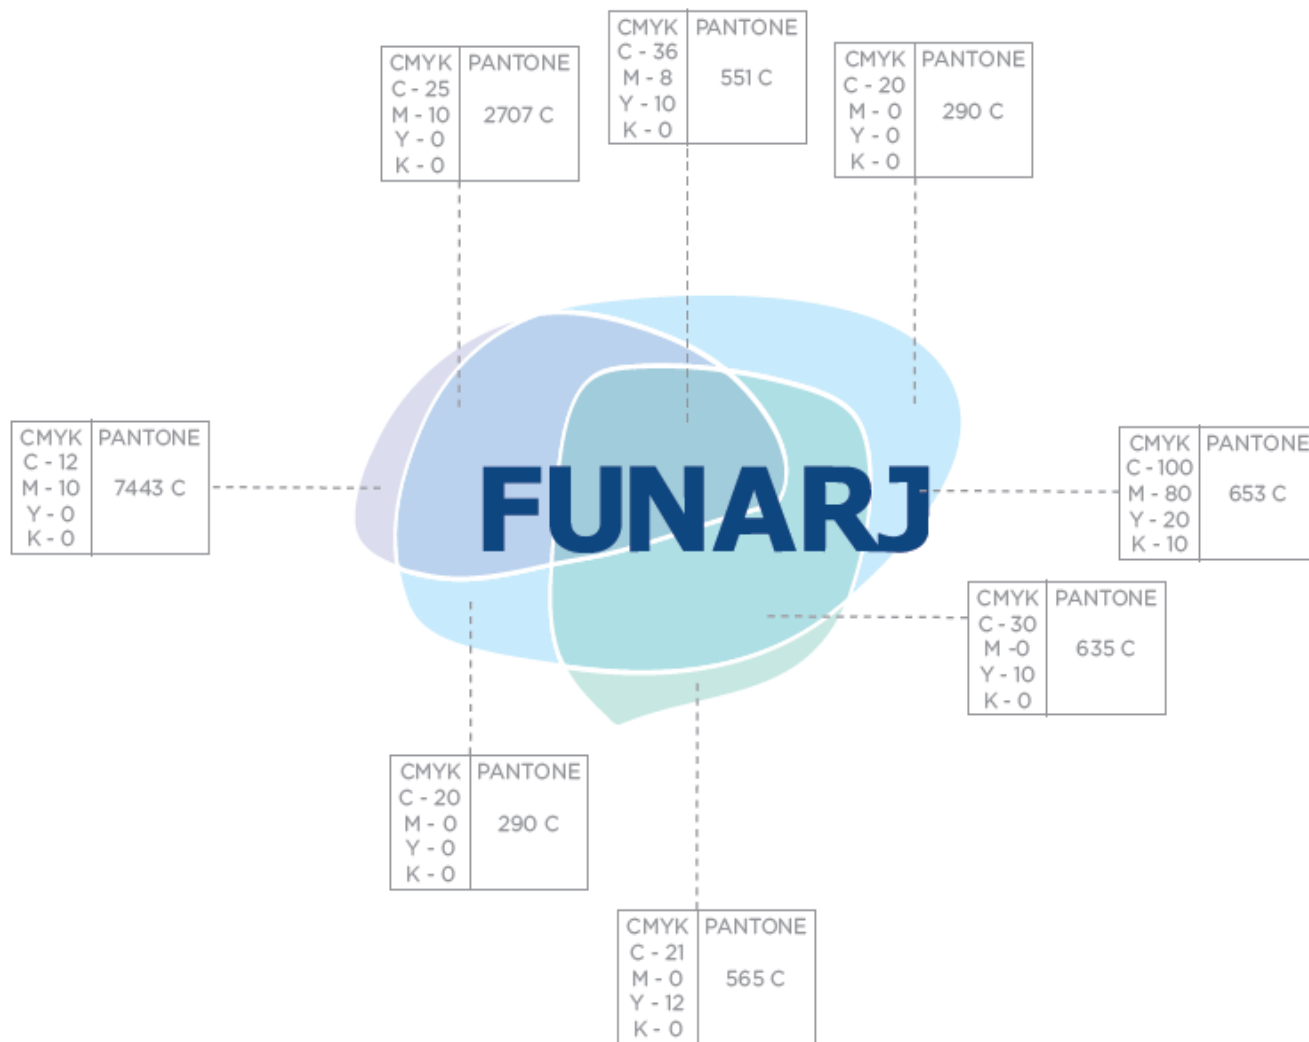 CMYK PANTONE
C - 36
M - 8 551 C
Y - 10
K - 0
CMYK PANTONE
C - 25
M - 10 2707 C
Y - 0
K - 0
CMYK PANTONE
C - 20
M - 0 290 C
Y - 0
K - 0
CMYK PANTONE
C - 12
M - 10 7443 C
Y - 0
K - 0
FUNARJ
CMYK PANTONE
C -100
M - 80 653 C
Y - 20
K - 10
CMYK PANTONE
C - 30
M -0 635 C
Y - 10
K - 0
CMYK PANTONE
C - 20
M - 0 290 C
Y - 0
K - 0
CMYK PANTONE
C - 21
M - 0 565 C
Y - 12
K - 0